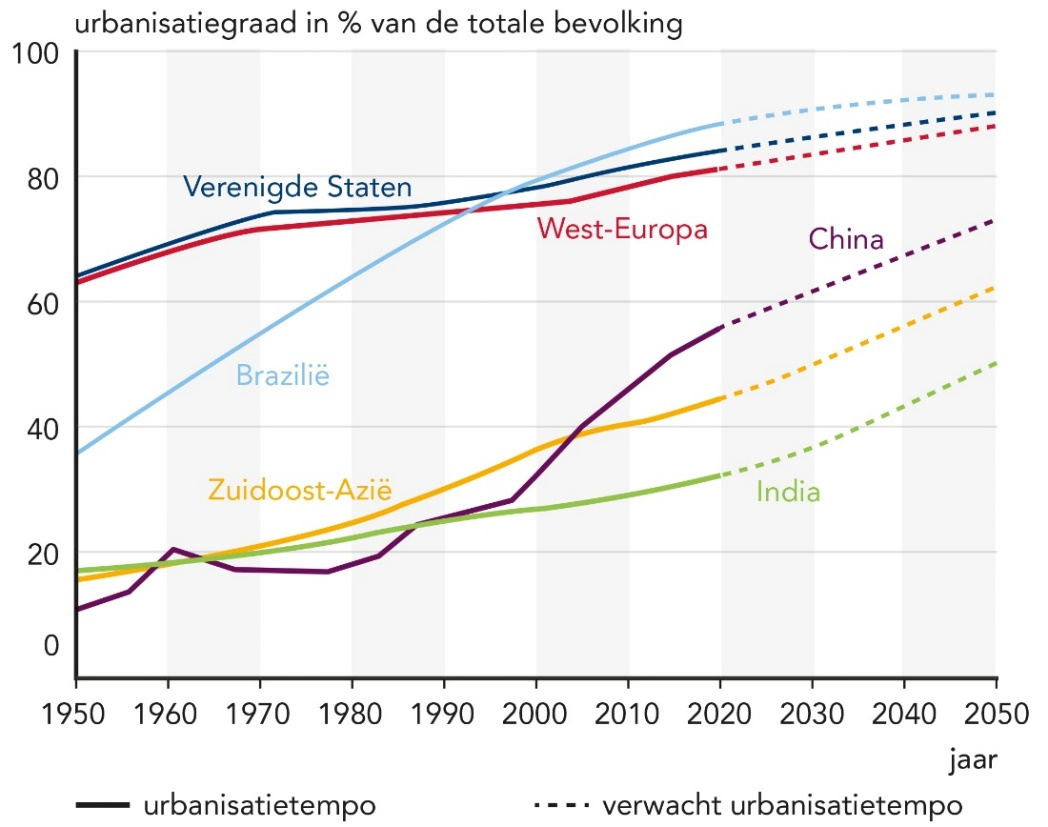 urbanisatiegraad in % van de totale bevolking
100
80
60
40
20
0
Verenigde Staten
West-Europa
China
Brazilië
Zuidoost-Azië
India
1950 1960 1970 1980 1990 2000 2010 2020 2030 2040 2050
jaar
urbanisatietempo
verwacht urbanisatietempo